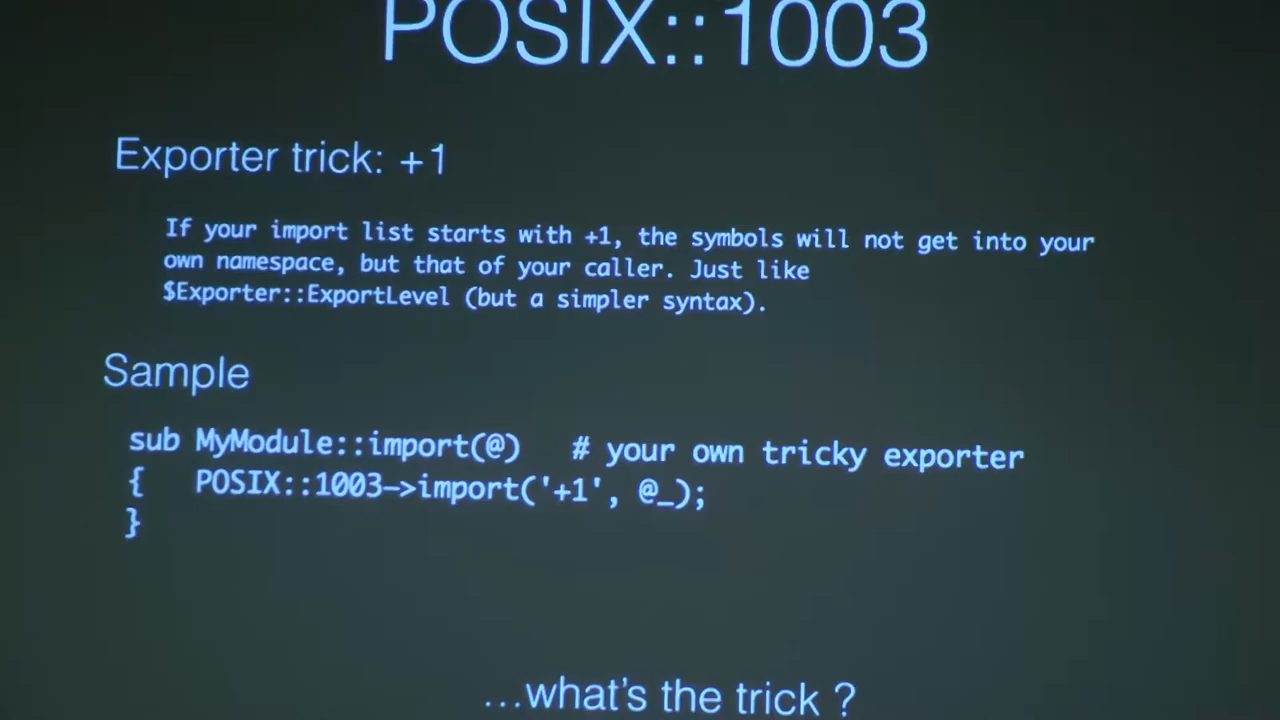 POSIX::1003
Exporter trick: +1
If your import list starts with +1, the symbols will not get into your
own namespace, but that of your caller. Just like
$Exporter::ExportLevel (but a simpler syntax).
Sample
sub MyModule::import(@)   # your own tricky exporter
{   POSIX::1003->import('+1', @_);
}
...what's the trick ?